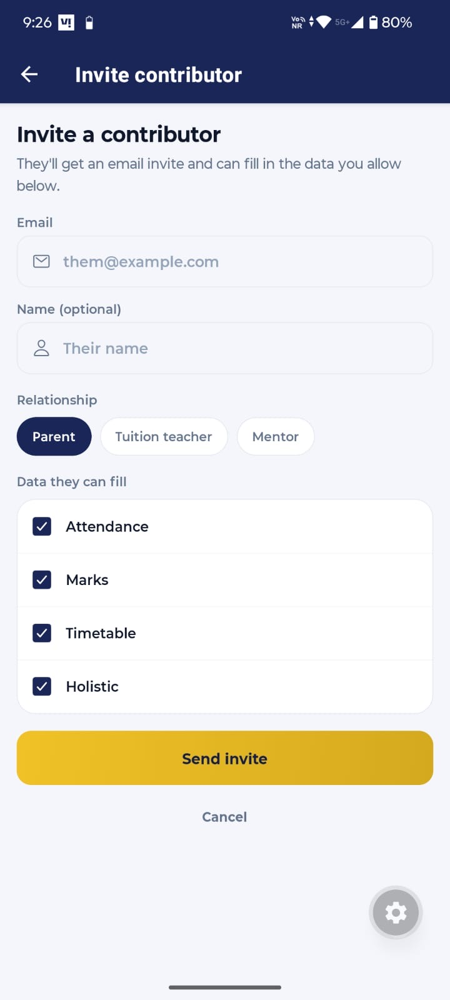 9:26 V! Vo NR 5G+ 80%
Invite contributor
Invite a contributor
They'll get an email invite and can fill in the data you allow
below.
Email
them@example.com
Name (optional)
Their name
Relationship
Parent Tuition teacher Mentor
Data they can fill
Attendance
Marks
Timetable
Holistic
Send invite
Cancel